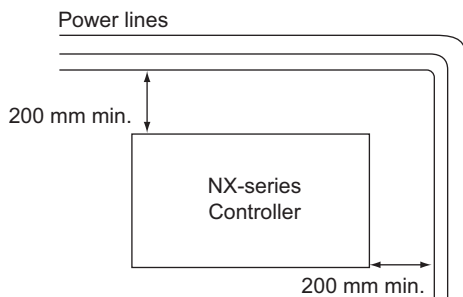 Power lines
200 mm min.
NX-series
Controller
200 mm min.